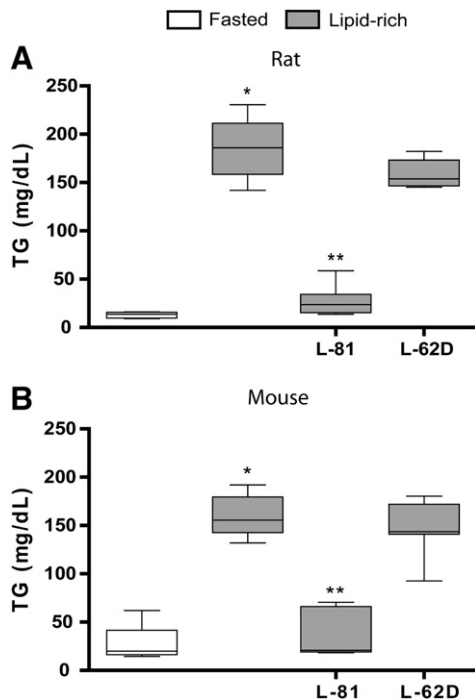 Fasted Lipid-rich
A Rat
TG (mg/dL)
250
200
150
100
50
0
*
**
L-81 L-62D
B Mouse
TG (mg/dL)
250
200
150
100
50
0
*
**
L-81 L-62D